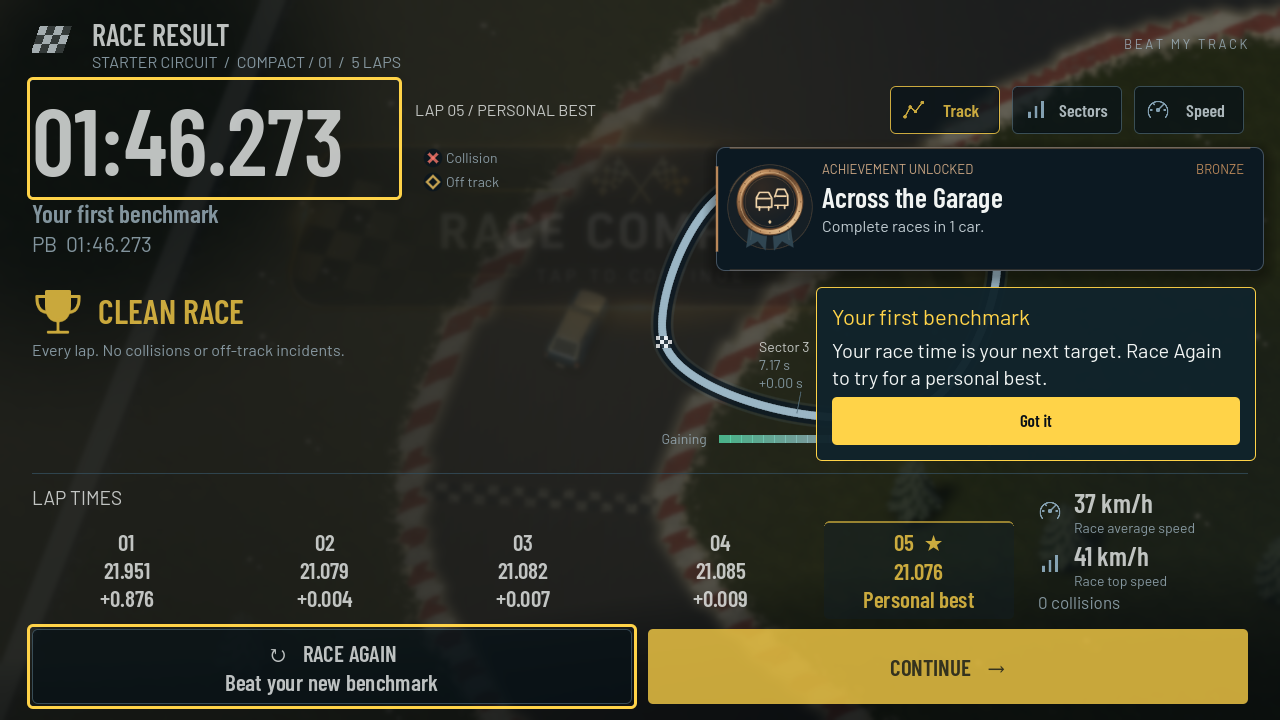 RACE RESULT
STARTER CIRCUIT / COMPACT / 01 / 5 LAPS
BEAT MY TRACK
01:46.273
LAP 05 / PERSONAL BEST
Track
Sectors
Speed
Collision
Off track
Your first benchmark
PB 01:46.273
ACHIEVEMENT UNLOCKED
BRONZE
Across the Garage
Complete races in 1 car.
RACE COM
CLEAN RACE
Every lap. No collisions or off-track incidents.
Your first benchmark
Your race time is your next target. Race Again
to try for a personal best.
Got it
Sector 3
7.17 s
+0.00 s
Gaining
LAP TIMES
01
21.951
+0.876
02
21.079
+0.004
03
21.082
+0.007
04
21.085
+0.009
05 ★
21.076
Personal best
37 km/h
Race average speed
41 km/h
Race top speed
0 collisions
↻ RACE AGAIN
Beat your new benchmark
CONTINUE →